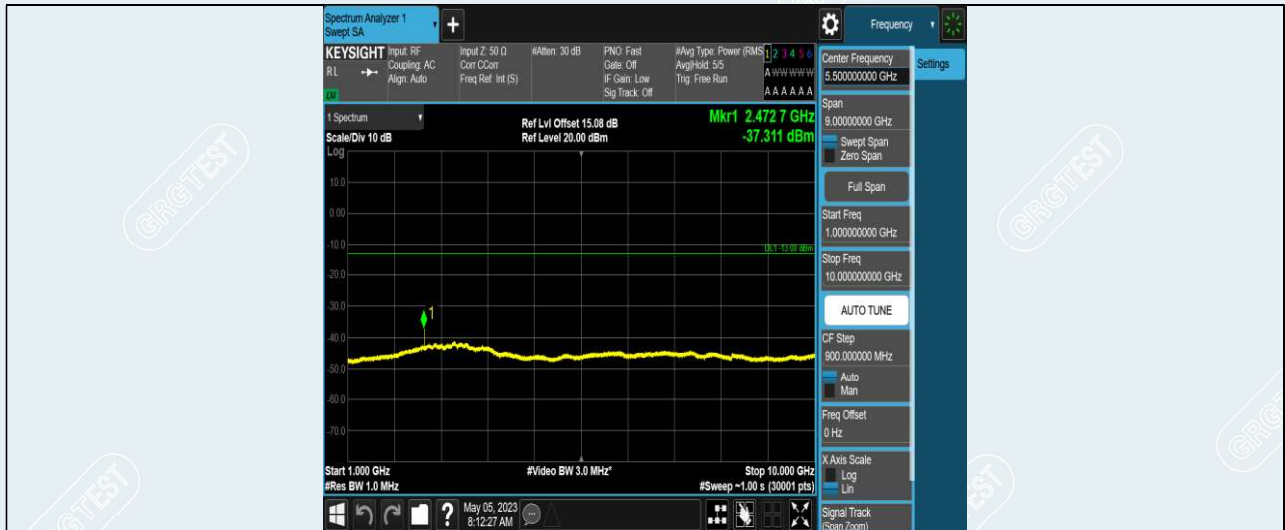 Spectrum Analyzer 1
Swept SA
Frequency
KEYSIGHT
RL
Input: RF
Coupling: AC
Align: Auto
Input Z: 50 Ω
Corr CCorr
Freq Ref: Int (S)
#Atten: 30 dB
PNO: Fast
Gate: Off
IF Gain: Low
Sig Track: Off
#Avg Type: Power (RMS
Avg|Hold: 5/5
Trig: Free Run
1 2 3 4 5 6
A W W W W W
A A A A A A
Center Frequency
5.500000000 GHz
Settings
Span
9.00000000 GHz
Swept Span
Zero Span
Full Span
Start Freq
1.000000000 GHz
Stop Freq
10.000000000 GHz
AUTO TUNE
CF Step
900.000000 MHz
Auto
Man
Freq Offset
0 Hz
X Axis Scale
Log
Lin
Signal Track
(Span Zoom)
1 Spectrum
Scale/Div 10 dB
Log
Ref Lvl Offset 15.08 dB
Ref Level 20.00 dBm
Mkr1 2.472 7 GHz
-37.311 dBm
10.0
0.00
-10.0
DL1 -13.00 dBm
-20.0
-30.0
1
-40.0
-50.0
-60.0
-70.0
Start 1.000 GHz
#Res BW 1.0 MHz
#Video BW 3.0 MHz*
Stop 10.000 GHz
#Sweep ~1.00 s (30001 pts)
May 05, 2023
8:12:27 AM
GRGTEST
GRGTEST
GRGTEST
GRGTEST